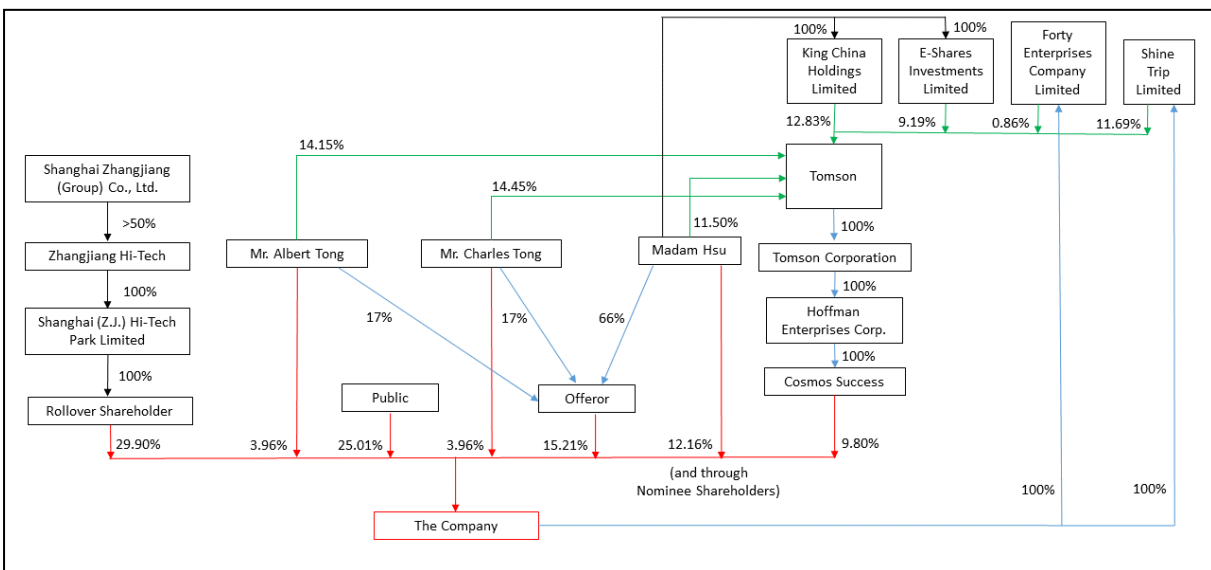 100%
100%
King China
Holdings
Limited
E-Shares
Investments
Limited
Forty
Enterprises
Company
Limited
Shine
Trip
Limited
12.83%
9.19%
0.86%
11.69%
14.15%
Shanghai Zhangjiang
(Group) Co., Ltd.
Tomson
14.45%
>50%
11.50%
100%
Zhangjiang Hi-Tech
Mr. Albert Tong
Mr. Charles Tong
Madam Hsu
Tomson Corporation
100%
100%
Shanghai (Z.J.) Hi-Tech
Park Limited
17%
17%
66%
Hoffman
Enterprises Corp.
100%
100%
Rollover Shareholder
Public
Offeror
Cosmos Success
29.90%
3.96%
25.01%
3.96%
15.21%
12.16%
9.80%
(and through
Nominee Shareholders)
100%
100%
The Company